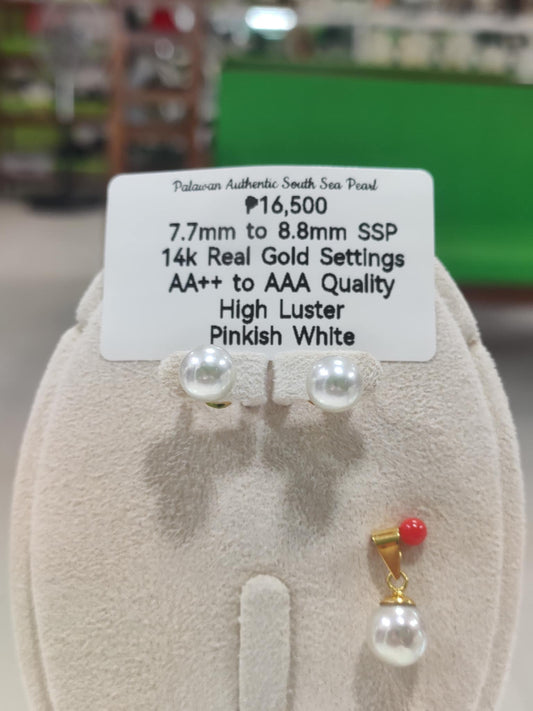 Palawan Authentic South Sea Pearl
₱16,500
7.7mm to 8.8mm SSP
14k Real Gold Settings
AA++ to AAA Quality
High Luster
Pinkish White